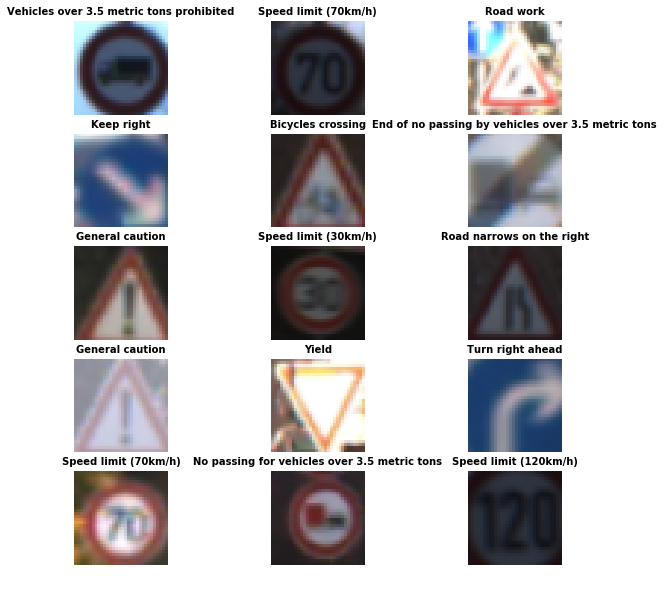 Vehicles over 3.5 metric tons prohibited
Speed limit (70km/h)
Road work
70
Keep right
Bicycles crossing
End of no passing by vehicles over 3.5 metric tons
General caution
Speed limit (30km/h)
Road narrows on the right
!
30
General caution
Yield
Turn right ahead
!
Speed limit (70km/h)
No passing for vehicles over 3.5 metric tons
Speed limit (120km/h)
70
120